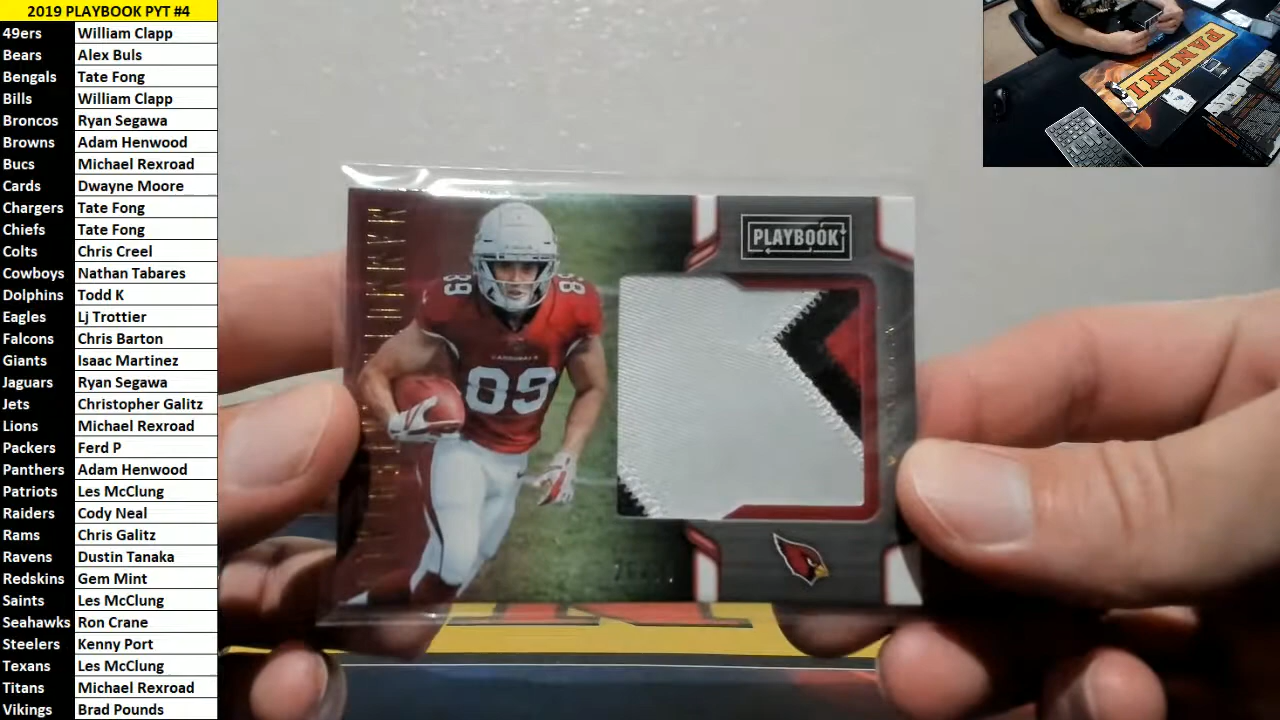 2019 PLAYBOOK PYT #4
49ers William Clapp
Bears Alex Buls
Bengals Tate Fong
Bills William Clapp
Broncos Ryan Segawa
Browns Adam Henwood
Bucs Michael Rexroad
Cards Dwayne Moore
Chargers Tate Fong
Chiefs Tate Fong
Colts Chris Creel
Cowboys Nathan Tabares
Dolphins Todd K
Eagles Lj Trottier
Falcons Chris Barton
Giants Isaac Martinez
Jaguars Ryan Segawa
Jets Christopher Galitz
Lions Michael Rexroad
Packers Ferd P
Panthers Adam Henwood
Patriots Les McClung
Raiders Cody Neal
Rams Chris Galitz
Ravens Dustin Tanaka
Redskins Gem Mint
Saints Les McClung
Seahawks Ron Crane
Steelers Kenny Port
Texans Les McClung
Titans Michael Rexroad
Vikings Brad Pounds
PANINI
PLAYBOOK
89
89
CARDINALS
89